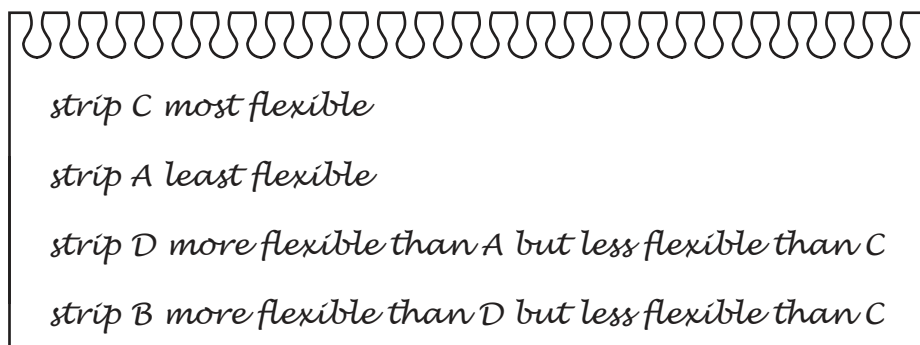 strip C most flexible
strip A least flexible
strip D more flexible than A but less flexible than C
strip B more flexible than D but less flexible than C